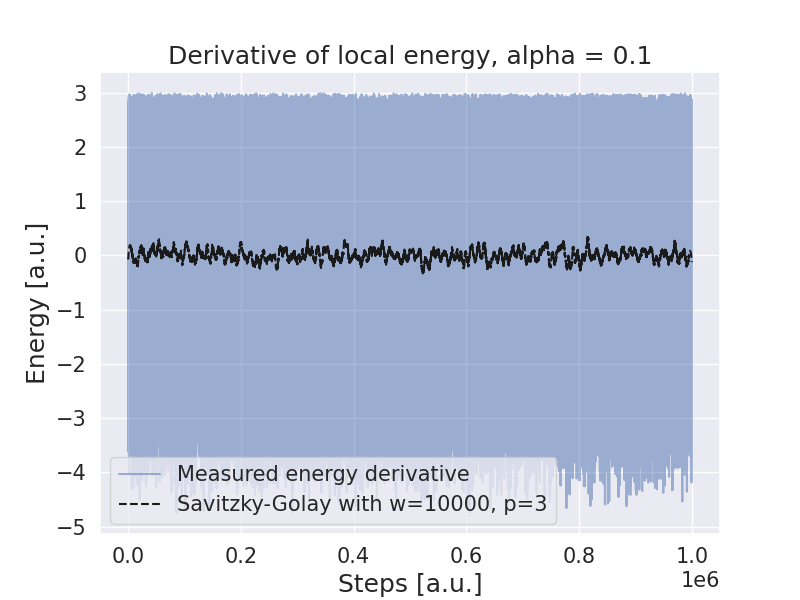 Derivative of local energy, alpha = 0.1
Energy [a.u.]
3
2
1
0
−1
−2
−3
−4
−5
Measured energy derivative
Savitzky-Golay with w=10000, p=3
0.0 0.2 0.4 0.6 0.8 1.0
1e6
Steps [a.u.]